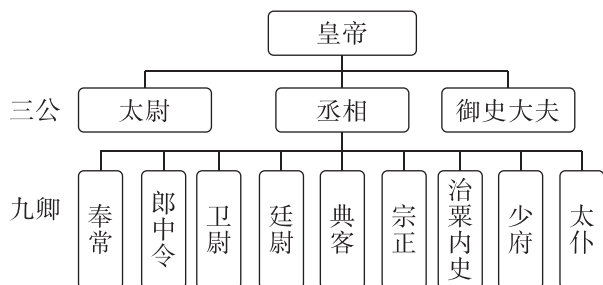 皇帝
三公
太尉
丞相
御史大夫
九卿
奉常
郎中令
卫尉
廷尉
典客
宗正
治粟内史
少府
太仆